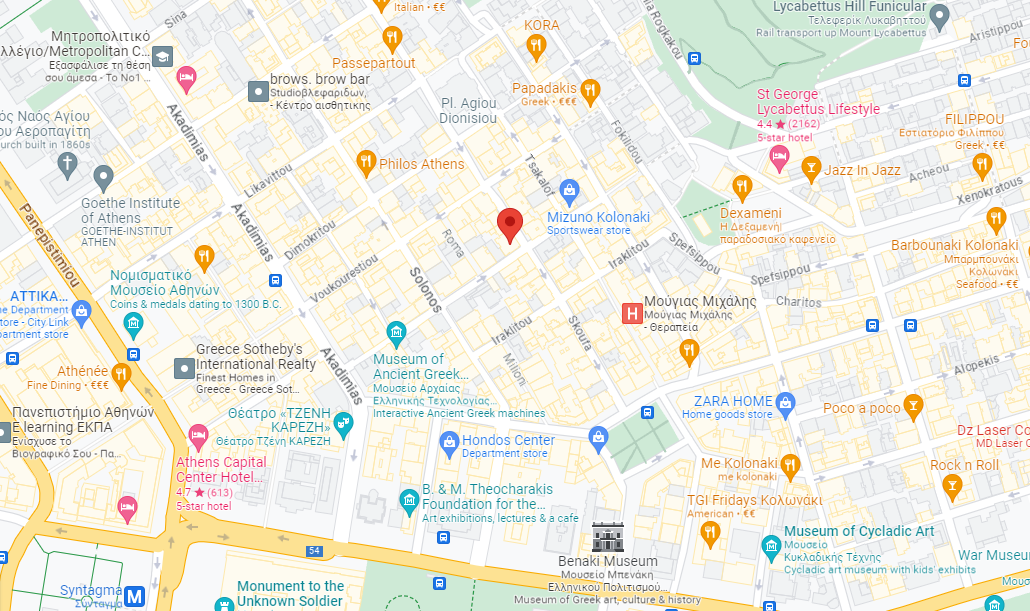 Italian • €€
Sina
KORA
Lycabettus Hill Funicular
Τελεφερικ Λυκαβηττού
Rail transport up Mount Lycabettus
Aristippou
Μητροπολιτικό
λλέγιο/Metropolitan C...
Εξασφάλισε τη θέση
σου άμεσα - Το Νο1 ...
Passepartout
brows. brow bar
Studioβλεφαριδων,
- Κέντρο αισθητικης
Papadakis
Greek • €€€
Pl. Agiou
Dionisiou
St George
Lycabettus Lifestyle
4.4 ★ (2162)
5-star hotel
FILIPPOU
Εστιατόριο Φιλίππου
Greek • €€
ός Ναός Αγίου
ου Αεροπαγίτη
urch built in 1860s
Akadimias
Fokilidou
Philos Athens
Tsakalof
Likavittou
Jazz In Jazz
Acheou
Xenokratous
Goethe Institute
of Athens
GOETHE-INSTITUT
ATHEN
Panepistimiou
Akadimias
Dimokritou
Roma
Mizuno Kolonaki
Sportswear store
Dexameni
Η Δεξαμενή
παραδοσιακό καφενείο
Iraklitou
Spefsippou
Spefsippou
Barbounaki Kolonaki
Μπαρμπουνάκι
Κολωνάκι
Seafood • €€
Νομισματικό
Μουσείο Αθηνών
Coins & medals dating to 1300 B.C.
Voukourestiou
Solonos
ATTIKA...
e Department
tore - City Link
partment store
Μούγιας Μιχάλης
Μούγιας Μιχάλης
- Θεραπεία
H
Charitos
Iraklitou
Skoufa
Greece Sotheby's
International Realty
Finest Homes in
Greece - Greece Sot...
Akadimias
Museum of
Ancient Greek...
Μουσείο Αρχαίας
Ελληνικής Τεχνολογίας...
Interactive Ancient Greek machines
Milioni
Alopekis
Athénée
Fine Dining • €€€
Πανεπιστήμιο Αθηνών
E learning ΕΚΠΑ
Ενίσχυσε το
Βιογραφικό Σου - Πα...
Θέατρο «ΤΖΕΝΗ
ΚΑΡΕΖΗ»
Θέατρο Τζένη Καρέζη
ZARA HOME
Home goods store
Poco a poco
Hondos Center
Department store
Dz Laser Co
MD Laser C
Athens Capital
Center Hotel...
4.7 ★ (613)
5-star hotel
Me Kolonaki
me kolonaki
Rock n Roll
B. & M. Theocharakis
Foundation for the...
Art exhibitions, lectures & a cafe
TGI Fridays Κολωνάκι
American • €€
54
Benaki Museum
Μουσείο Μπενάκη
Ελληνικού Πολιτισμού...
Museum of Greek art, culture & history
Museum of Cycladic Art
Μουσείο
Κυκλαδικής Τέχνης
Cycladic art museum with kids' exhibits
War Museu
Syntagma
Σύνταγμα
M
Monument to the
Unknown Soldier